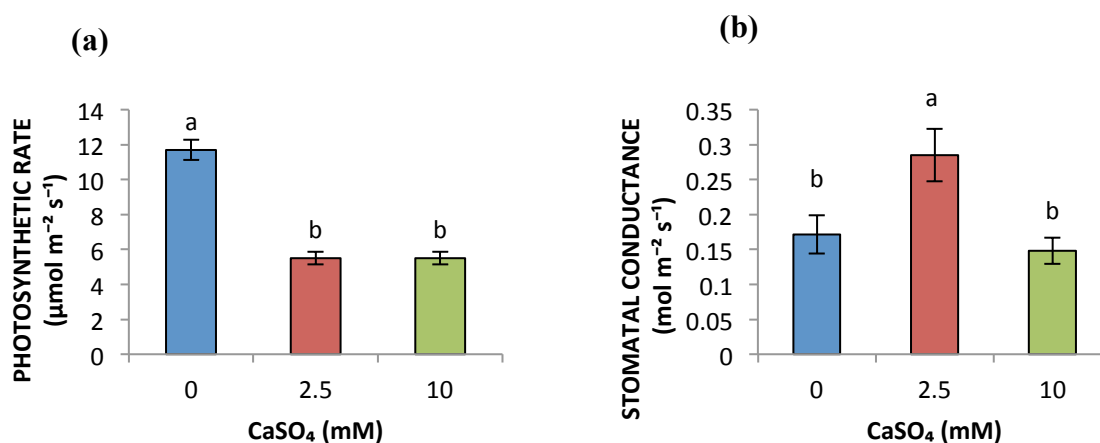 (a)
PHOTOSYNTHETIC RATE
(µmol m⁻² s⁻¹)
14
12
10
8
6
4
2
0
a
b
b
0
2.5
10
CaSO₄ (mM)
(b)
STOMATAL CONDUCTANCE
(mol m⁻² s⁻¹)
0.35
0.3
0.25
0.2
0.15
0.1
0.05
0
b
a
b
0
2.5
10
CaSO₄ (mM)